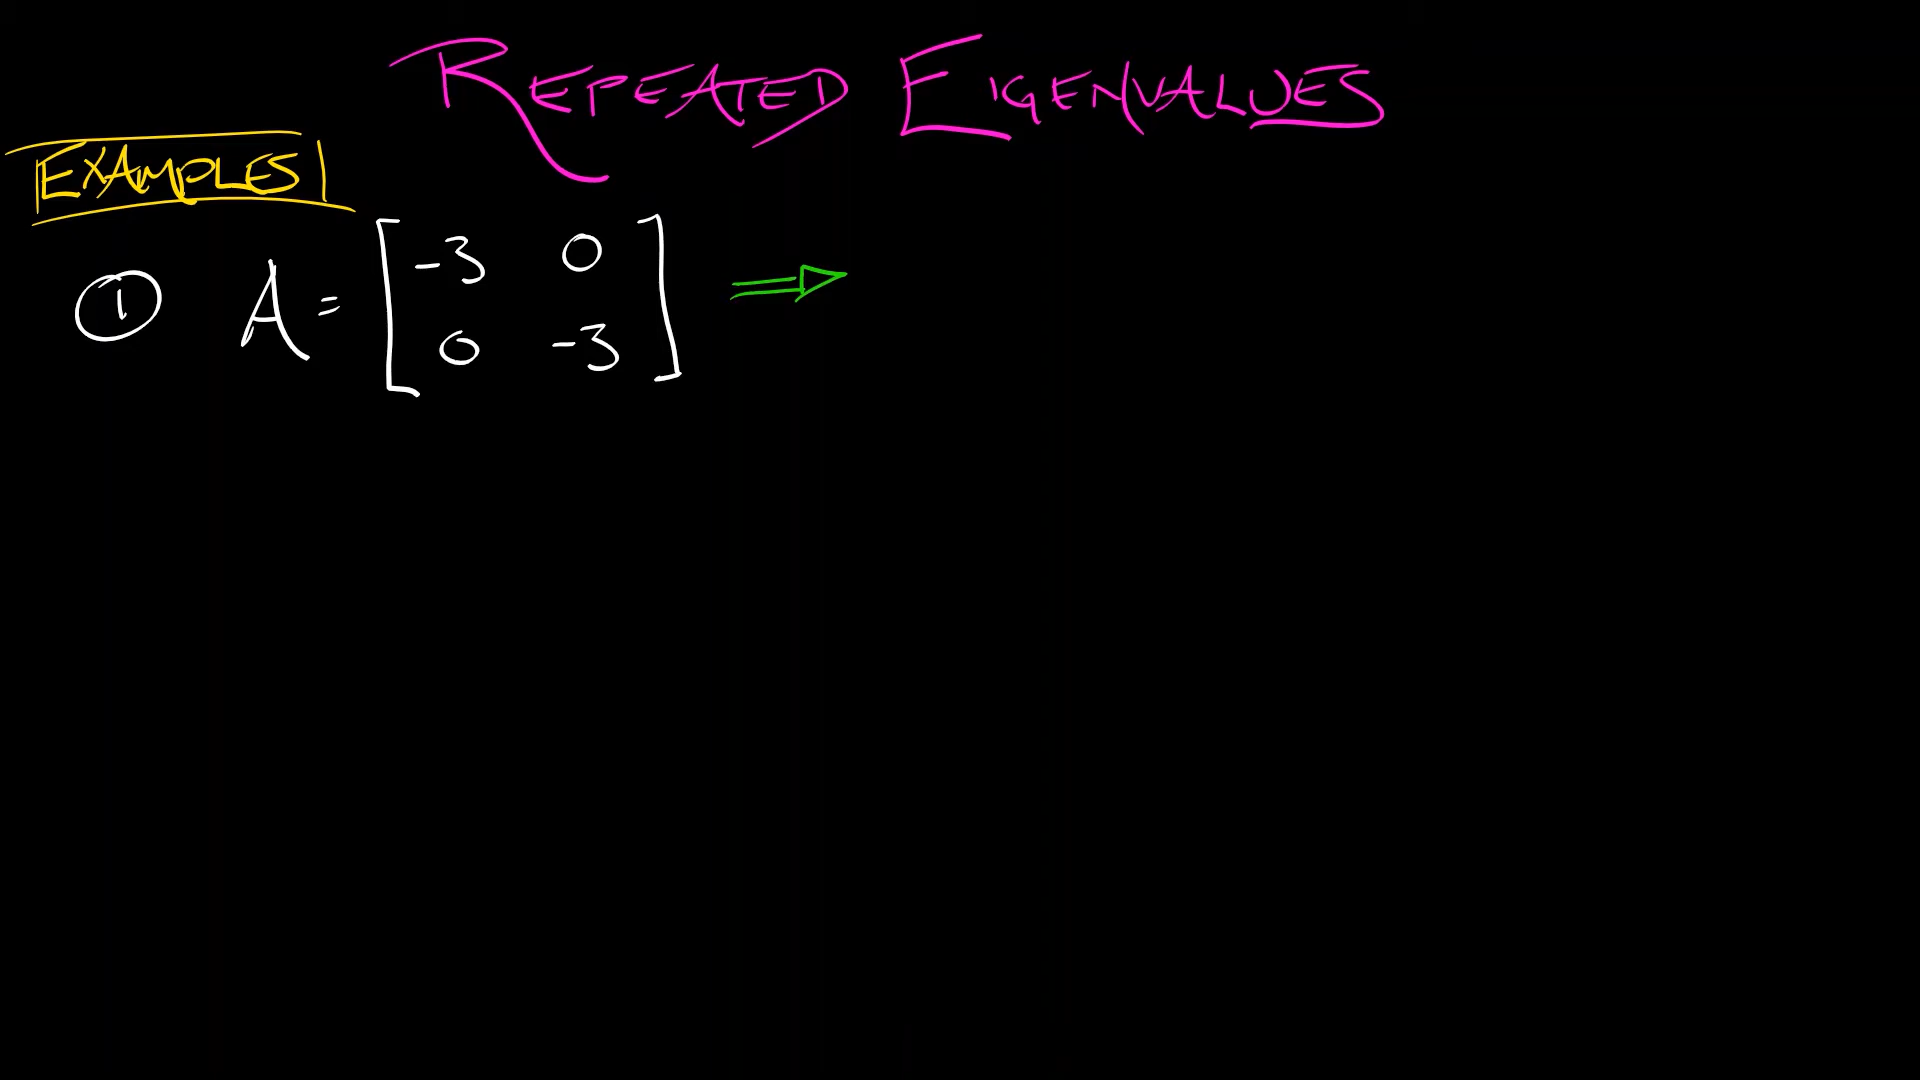 REPEATED EIGENVALUES
EXAMPLES
① A = [ -3 0
0 -3 ] ⇒